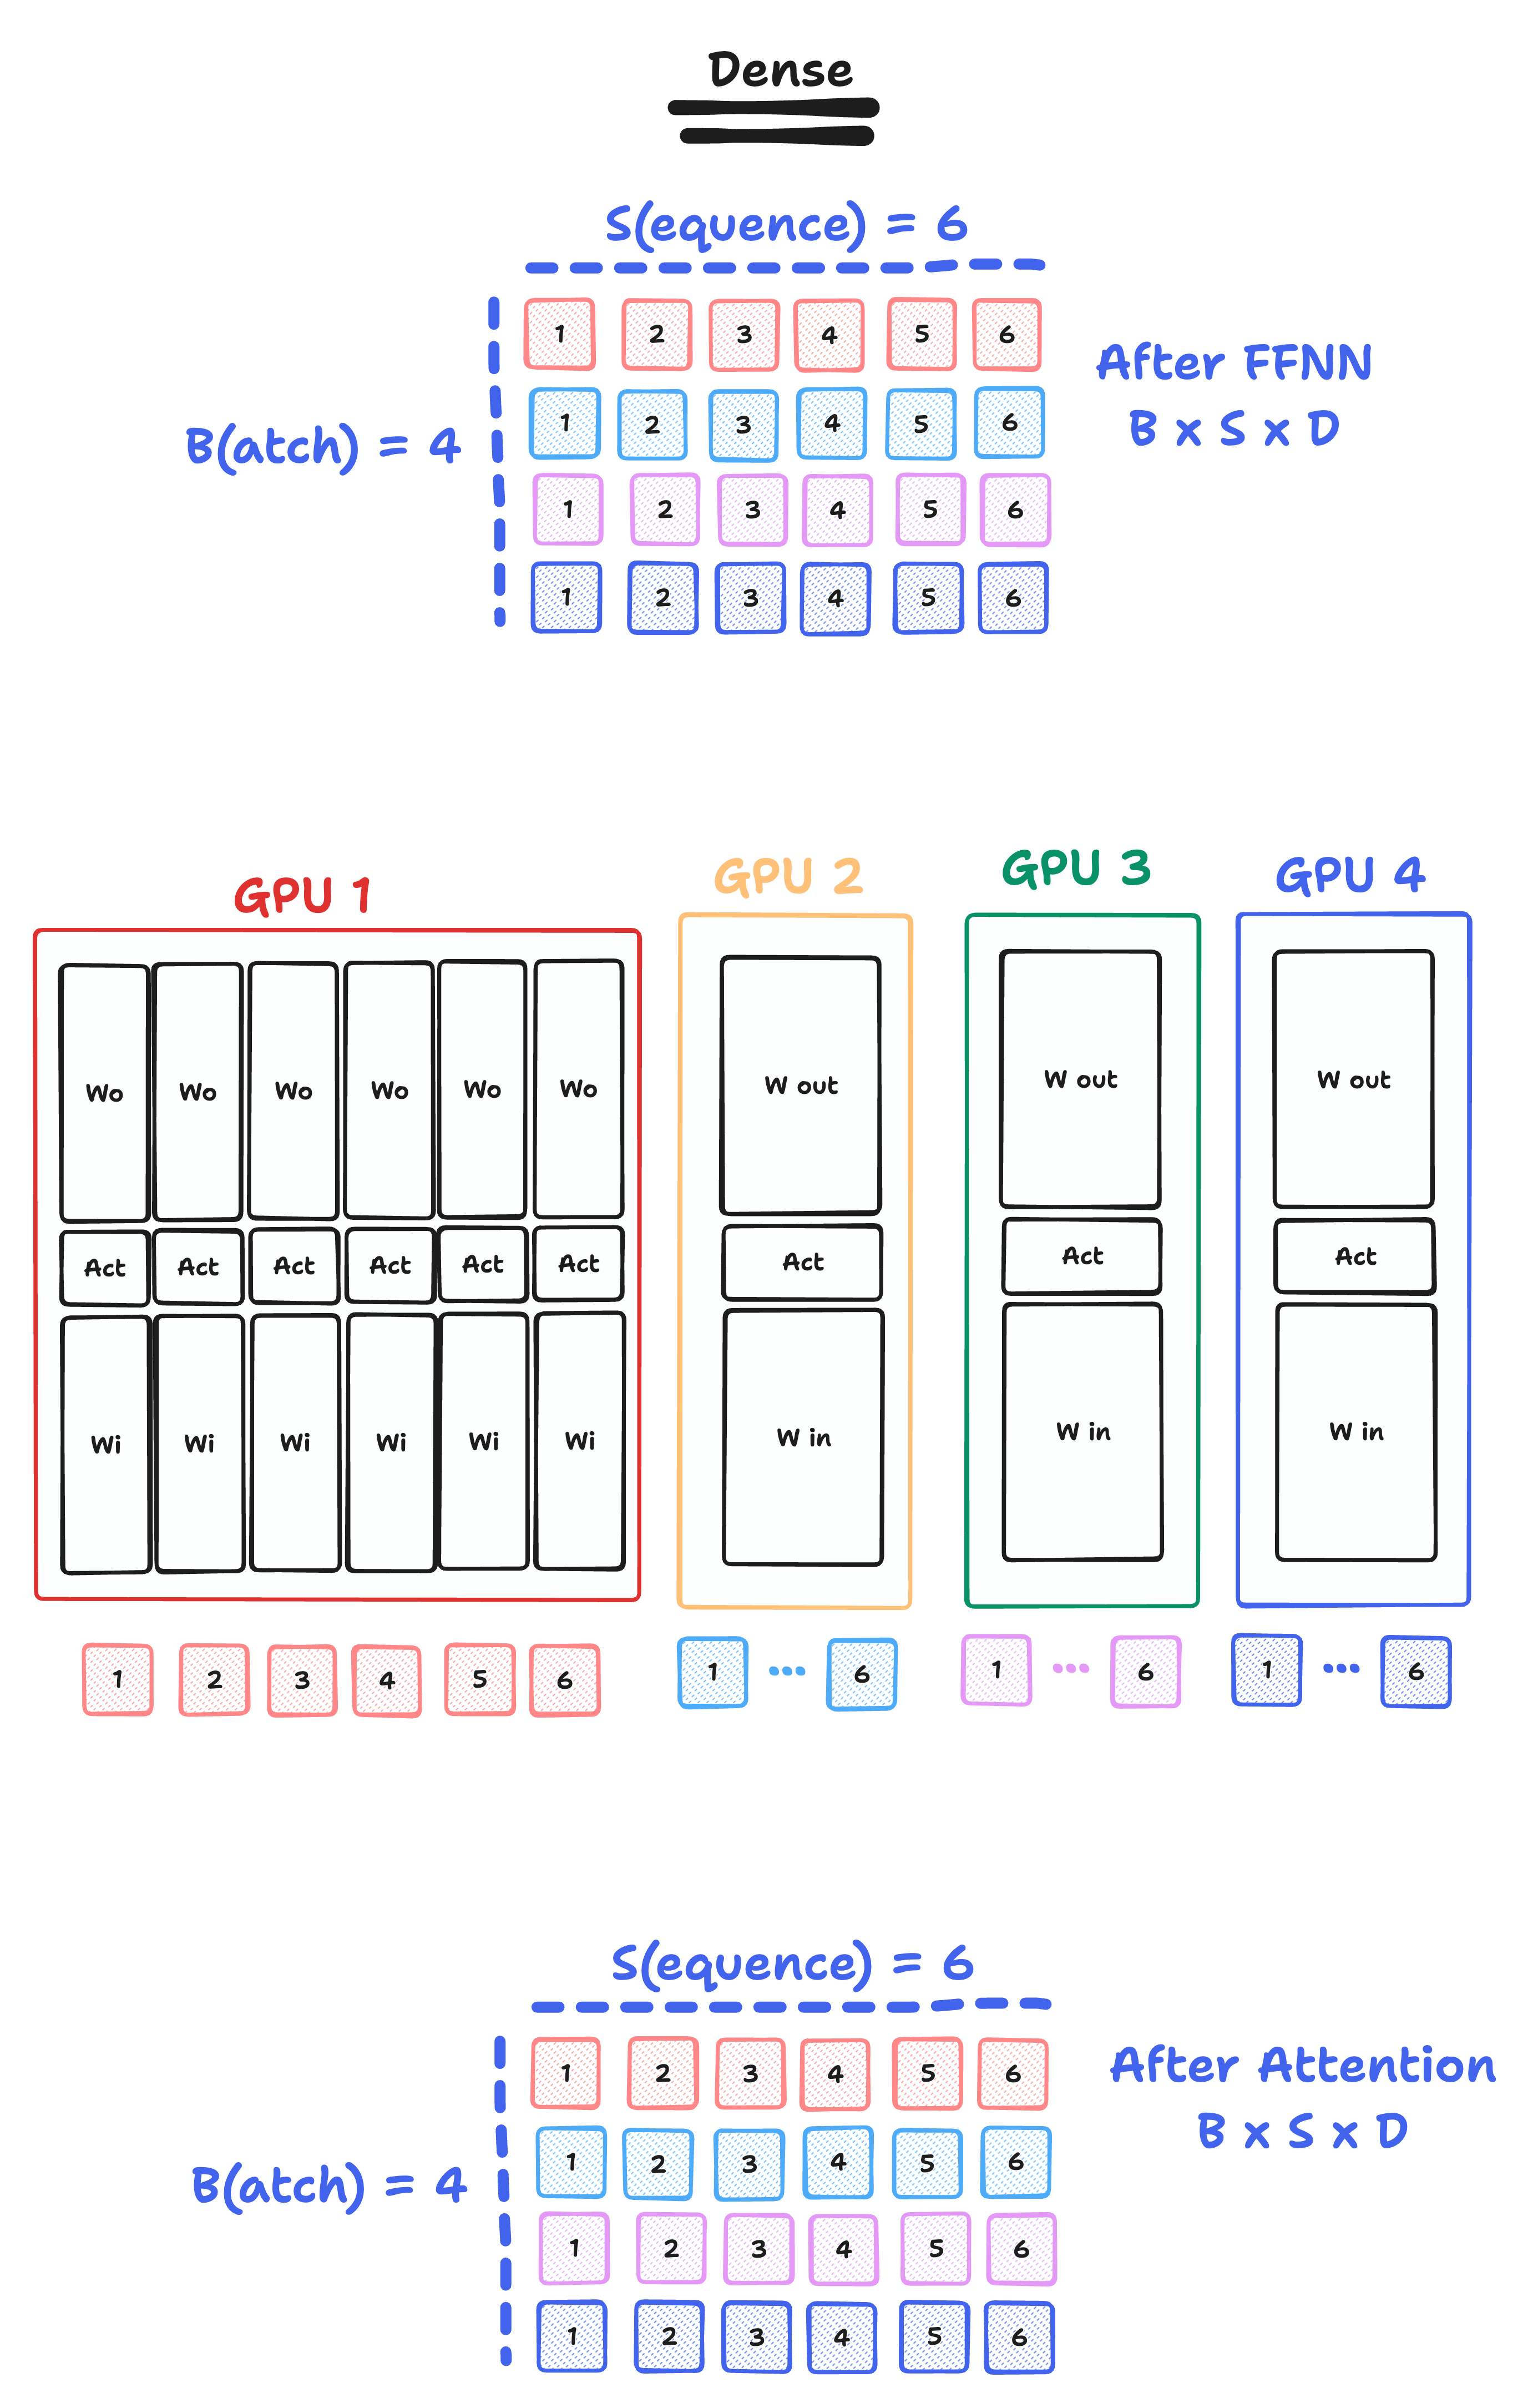 Dense
S(equence) = 6
1 2 3 4 5 6
After FFNN
B x S x D
1 2 3 4 5 6
B(atch) = 4
1 2 3 4 5 6
1 2 3 4 5 6
GPU 1
GPU 2
GPU 3
GPU 4
Wo Wo Wo Wo Wo Wo
W out
W out
W out
Act Act Act Act Act Act
Act
Act
Act
Wi Wi Wi Wi Wi Wi
W in
W in
W in
1 2 3 4 5 6
1 ... 6
1 ... 6
1 ... 6
S(equence) = 6
1 2 3 4 5 6
After Attention
B x S x D
1 2 3 4 5 6
B(atch) = 4
1 2 3 4 5 6
1 2 3 4 5 6